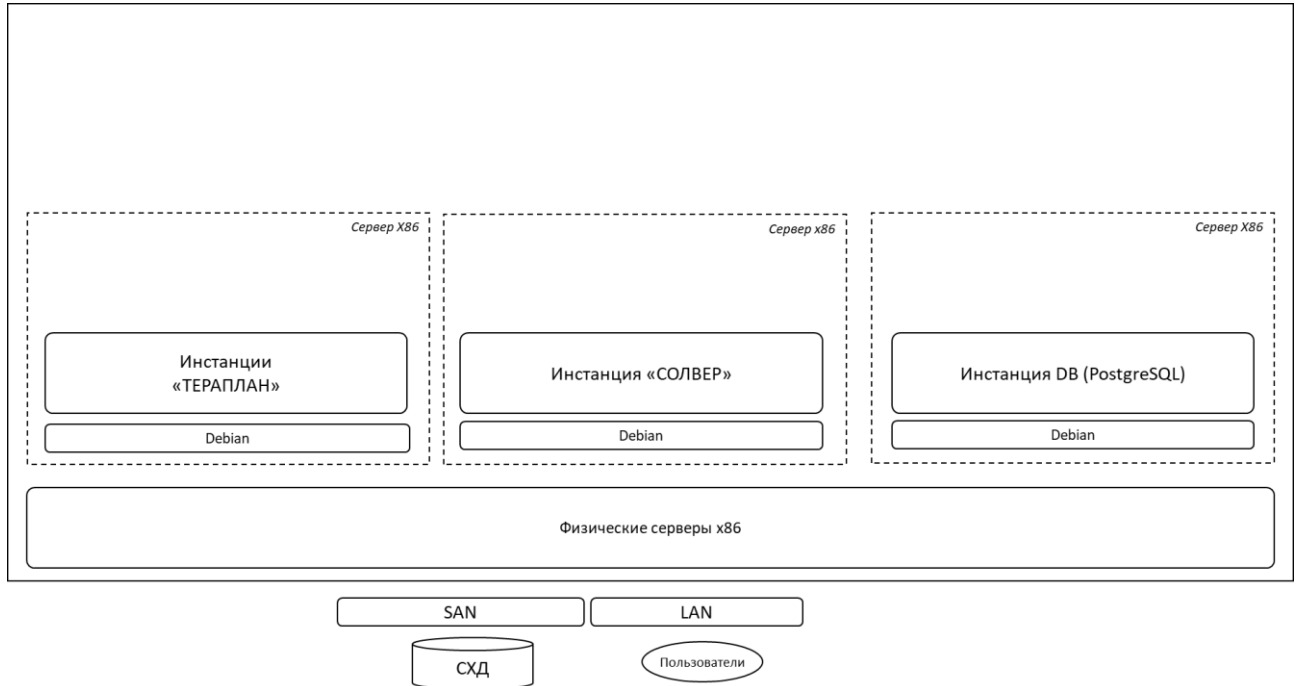 Сервер X86
Сервер x86
Сервер X86
Инстанции
«ТЕРАПЛАН»
Инстанция «СОЛВЕР»
Инстанция DB (PostgreSQL)
Debian
Debian
Debian
Физические серверы x86
SAN
LAN
СХД
Пользователи